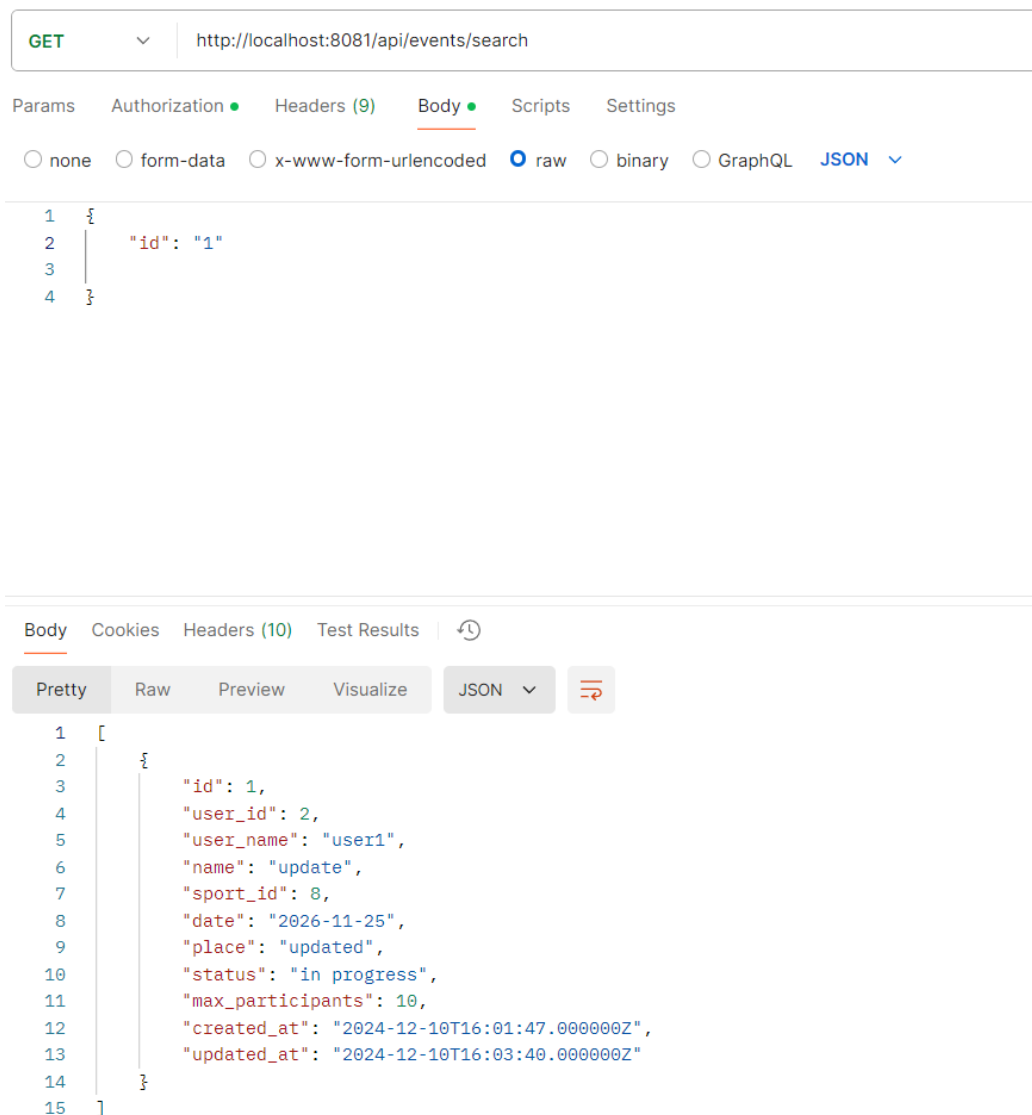 GET http://localhost:8081/api/events/search
Params Authorization Headers (9) Body Scripts Settings
none form-data x-www-form-urlencoded raw binary GraphQL JSON
1 {
2 "id": "1"
3
4 }
Body Cookies Headers (10) Test Results
Pretty Raw Preview Visualize JSON
1 [
2 {
3 "id": 1,
4 "user_id": 2,
5 "user_name": "user1",
6 "name": "update",
7 "sport_id": 8,
8 "date": "2026-11-25",
9 "place": "updated",
10 "status": "in progress",
11 "max_participants": 10,
12 "created_at": "2024-12-10T16:01:47.000000Z",
13 "updated_at": "2024-12-10T16:03:40.000000Z"
14 }
15 ]